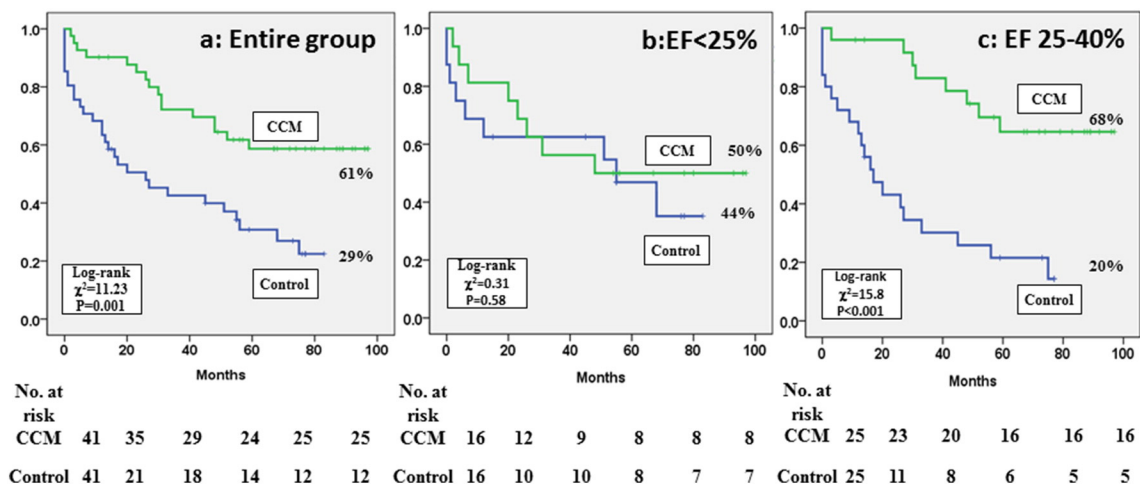 a: Entire group
1.0
0.8
0.6
0.4
0.2
0.0
CCM
61%
29%
Control
Log-rank
χ²=11.23
P=0.001
0 20 40 60 80 100
Months
b:EF<25%
1.0
0.8
0.6
0.4
0.2
0.0
CCM
50%
44%
Control
Log-rank
χ²=0.31
P=0.58
0 20 40 60 80 100
Months
c: EF 25-40%
1.0
0.8
0.6
0.4
0.2
0.0
68%
CCM
20%
Control
Log-rank
χ²=15.8
P<0.001
0 20 40 60 80 100
Months
No. at
risk
CCM 41 35 29 24 25 25
Control 41 21 18 14 12 12
No. at
risk
CCM 16 12 9 8 8 8
Control 16 10 10 8 7 7
No. at
risk
CCM 25 23 20 16 16 16
Control 25 11 8 6 5 5